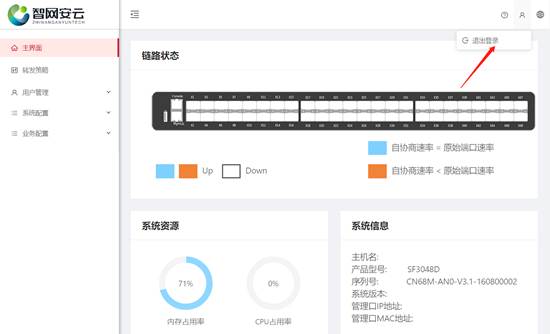 智网安云
ZHIWANGANYUNTECH
退出登录
主界面
转发策略
用户管理
系统配置
业务配置
链路状态
Console
自协商速率 = 原始端口速率
Up
Down
自协商速率 < 原始端口速率
系统资源
71%
内存占用率
0%
CPU占用率
系统信息
主机名:
产品型号: SF3048D
序列号: CN68M-AN0-V3.1-160800002
系统版本:
管理口IP地址:
管理口MAC地址: